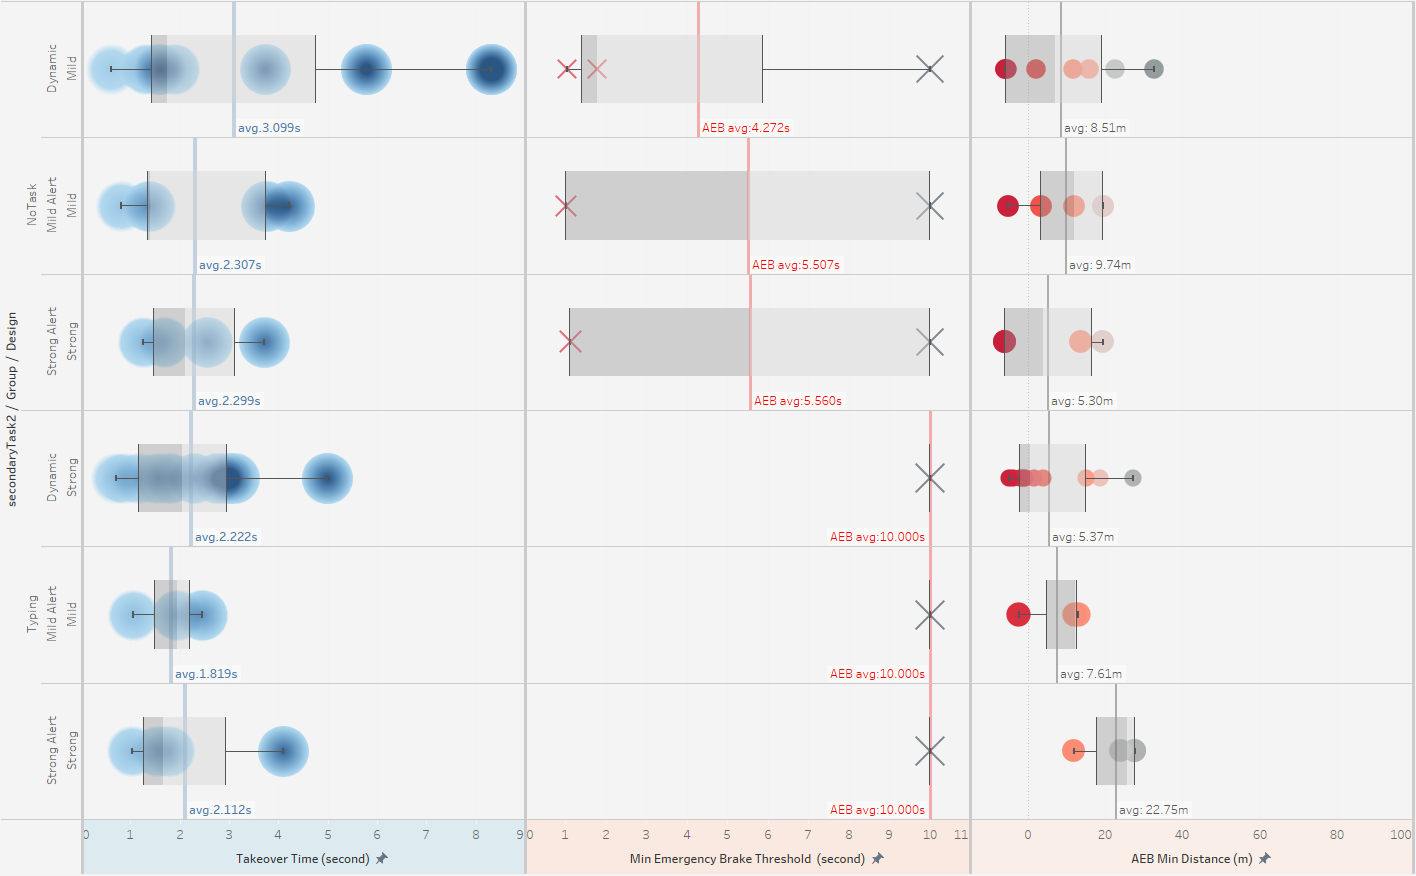 secondaryTask2 / Group / Design
NoTask
Dynamic
Mild
avg.3.099s
AEB avg:4.272s
avg: 8.51m
Mild Alert
Mild
avg.2.307s
AEB avg:5.507s
avg: 9.74m
Strong Alert
Strong
avg.2.299s
AEB avg:5.560s
avg: 5.30m
Typing
Dynamic
Strong
avg.2.222s
AEB avg:10.000s
avg: 5.37m
Mild Alert
Mild
avg.1.819s
AEB avg:10.000s
avg: 7.61m
Strong Alert
Strong
avg.2.112s
AEB avg:10.000s
avg: 22.75m
0 1 2 3 4 5 6 7 8 9
0 1 2 3 4 5 6 7 8 9 10 11
0 20 40 60 80 100
Takeover Time (second)
Min Emergency Brake Threshold (second)
AEB Min Distance (m)